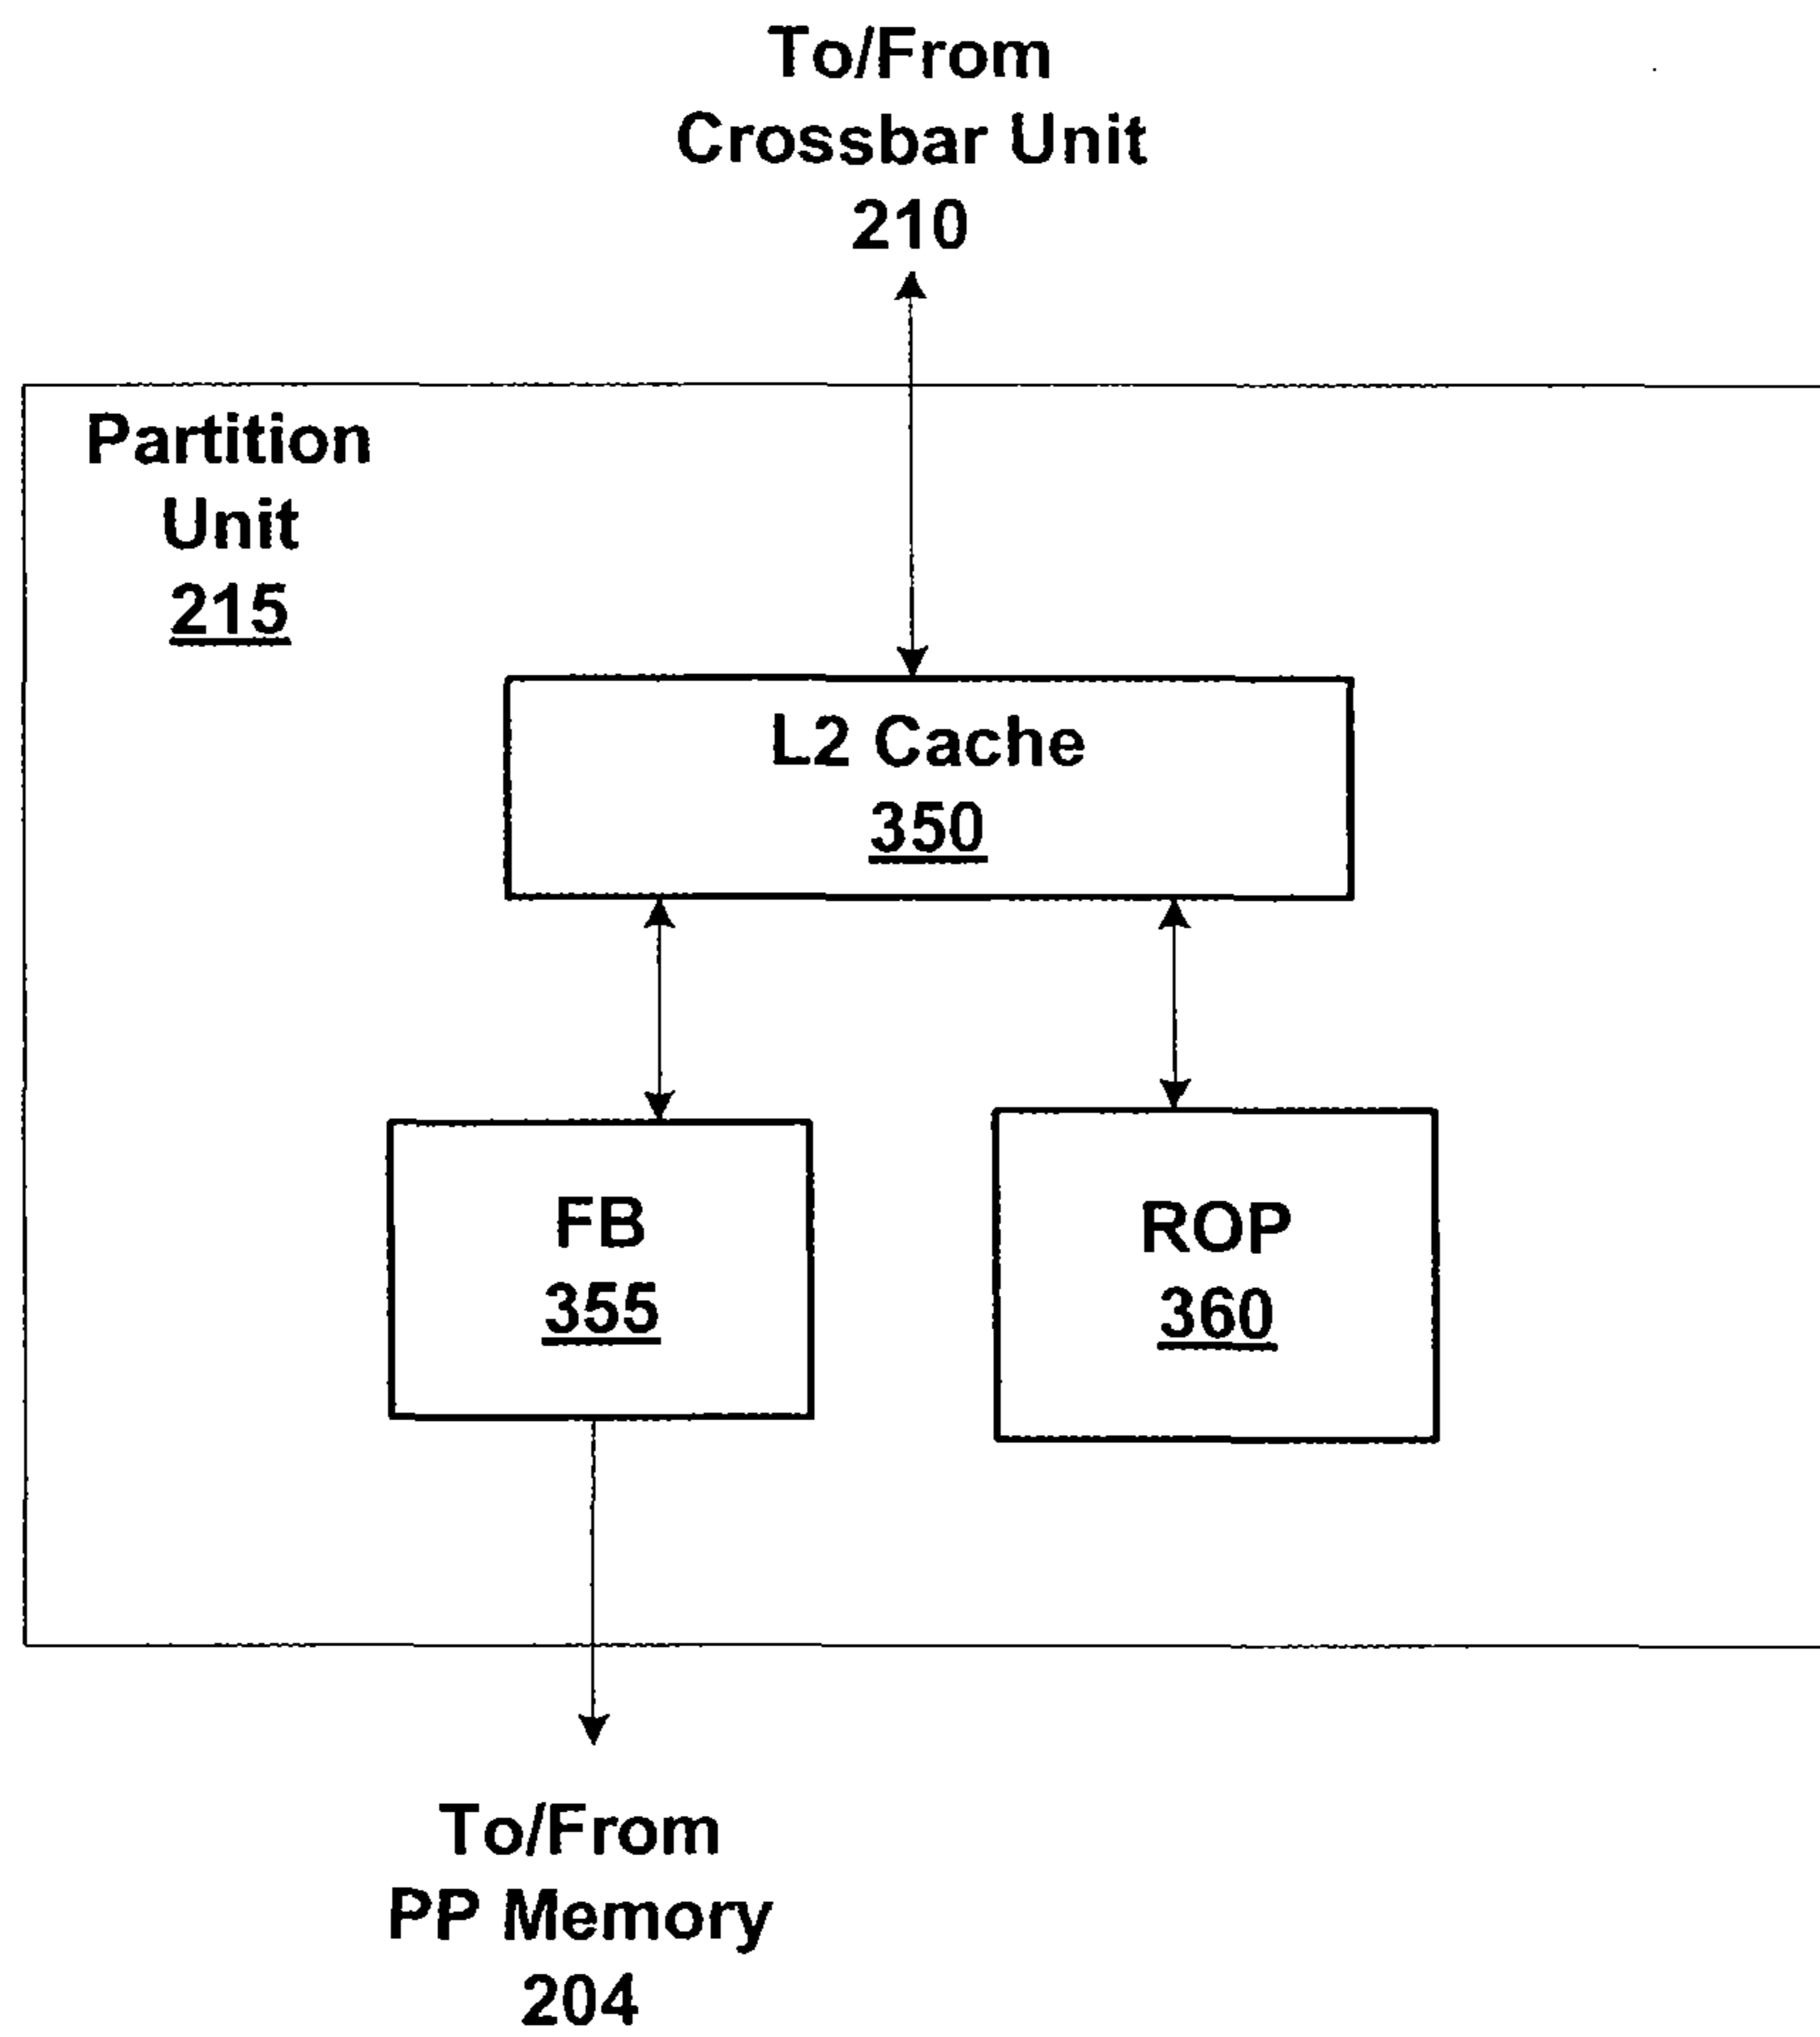 To/From
Crossbar Unit
210
Partition
Unit
215
L2 Cache
350
FB
355
ROP
360
To/From
PP Memory
204